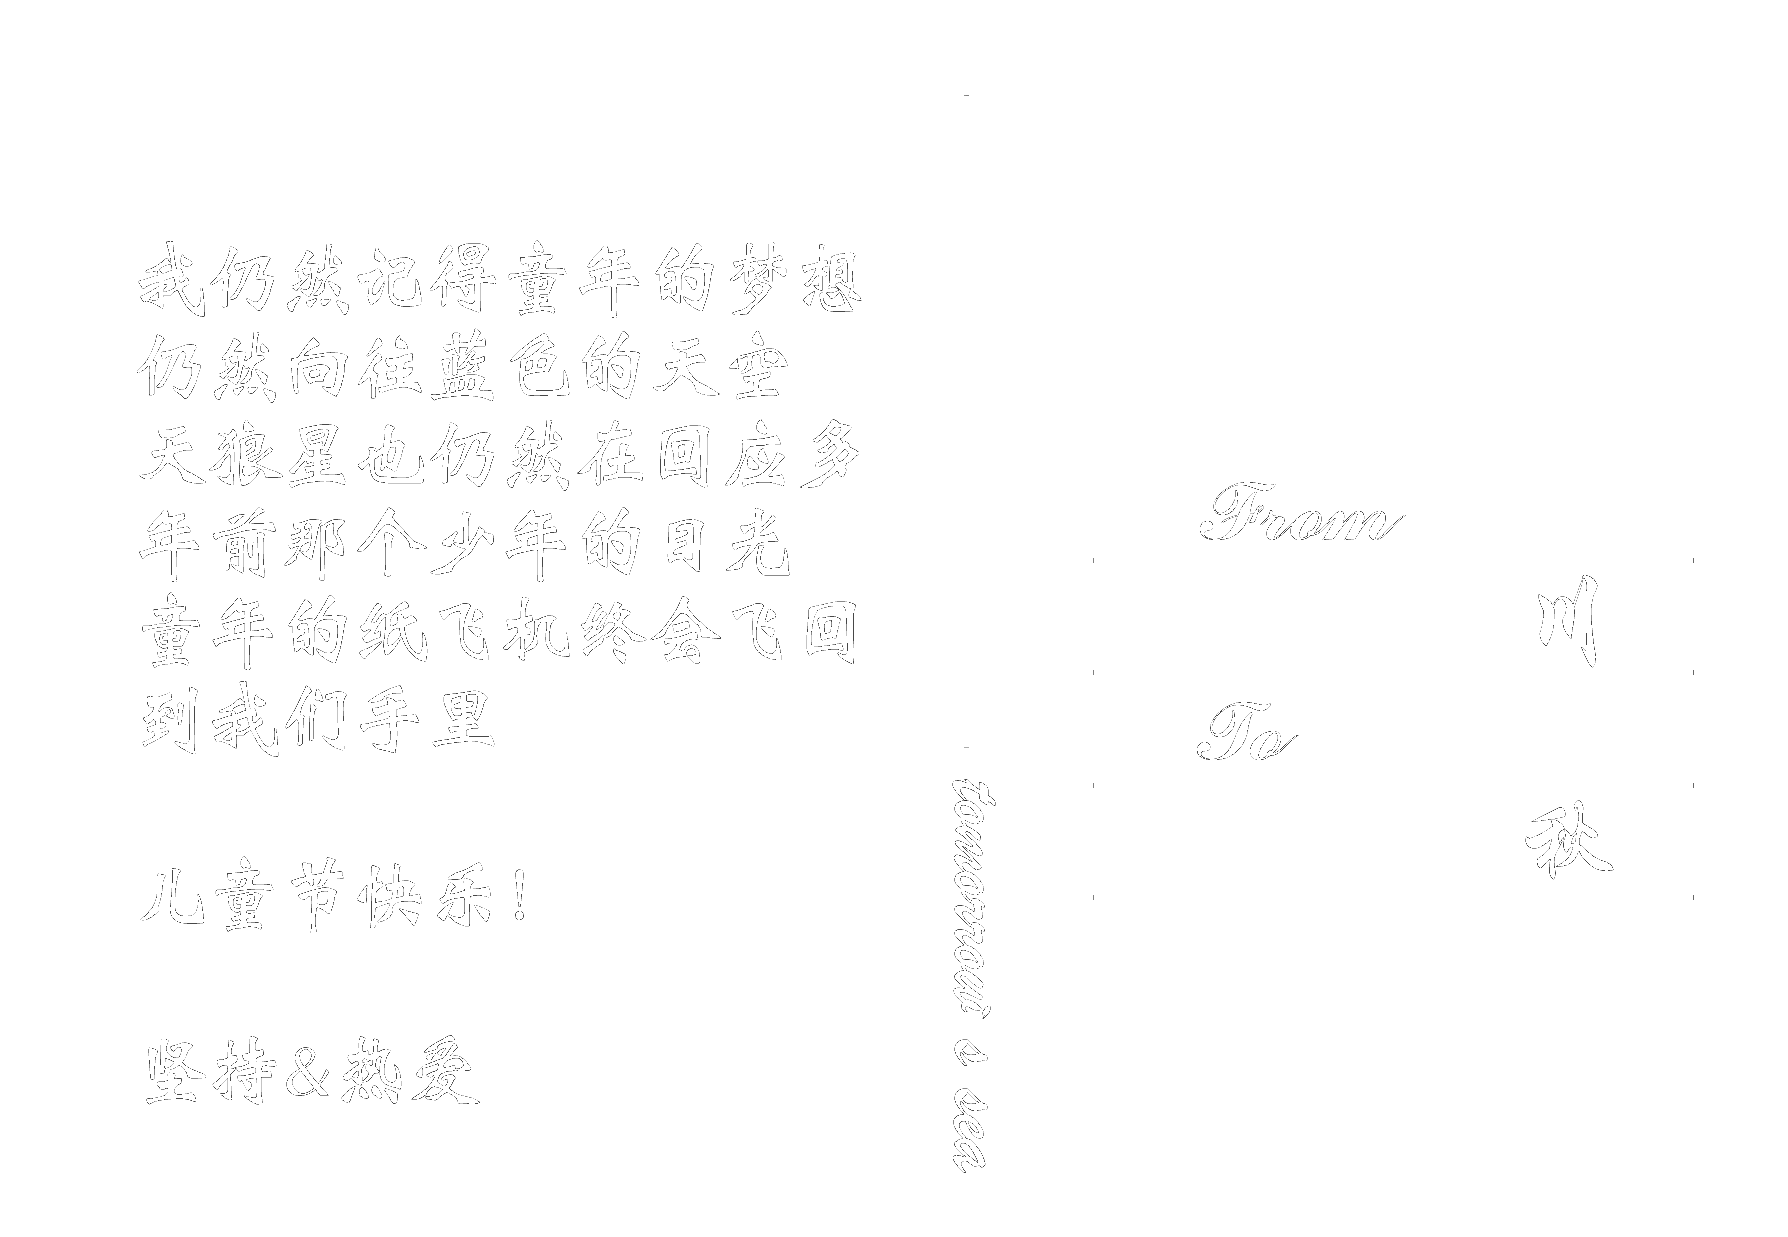 我仍然记得童年的梦想
仍然向往蓝色的天空
天狼星也仍然在回应多
年前那个少年的目光
童年的纸飞机终会飞回
到我们手里
儿童节快乐！
坚持&热爱
tomorrow's sea
From
川
To
秋